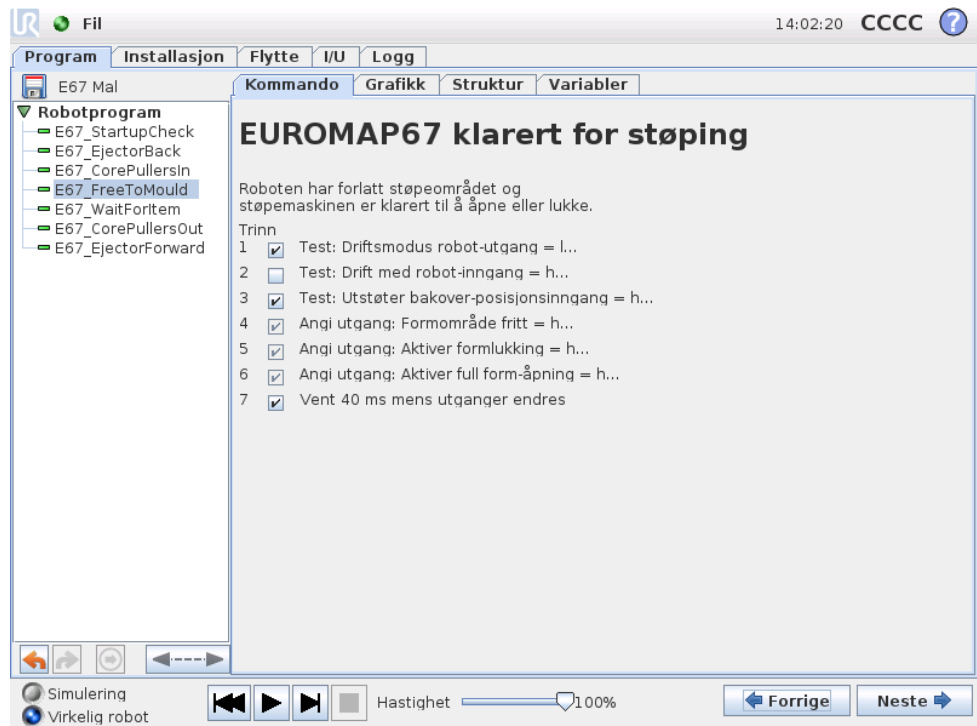 UR Fil 14:02:20 CCCC ?
Program Installasjon Flytte I/U Logg
E67 Mal
Kommando Grafikk Struktur Variabler
Robotprogram
E67_StartupCheck
E67_EjectorBack
E67_CorePullersIn
E67_FreeToMould
E67_WaitForItem
E67_CorePullersOut
E67_EjectorForward
EUROMAP67 klarert for støping
Roboten har forlatt støpeområdet og
støpemaskinen er klarert til å åpne eller lukke.
Trinn
1 Test: Driftsmodus robot-utgang = l...
2 Test: Drift med robot-inngang = h...
3 Test: Utstøter bakover-posisjonsinngang = h...
4 Angi utgang: Formområde fritt = h...
5 Angi utgang: Aktiver formlukking = h...
6 Angi utgang: Aktiver full form-åpning = h...
7 Vent 40 ms mens utganger endres
Simulering
Virkelig robot
Hastighet 100%
Forrige Neste